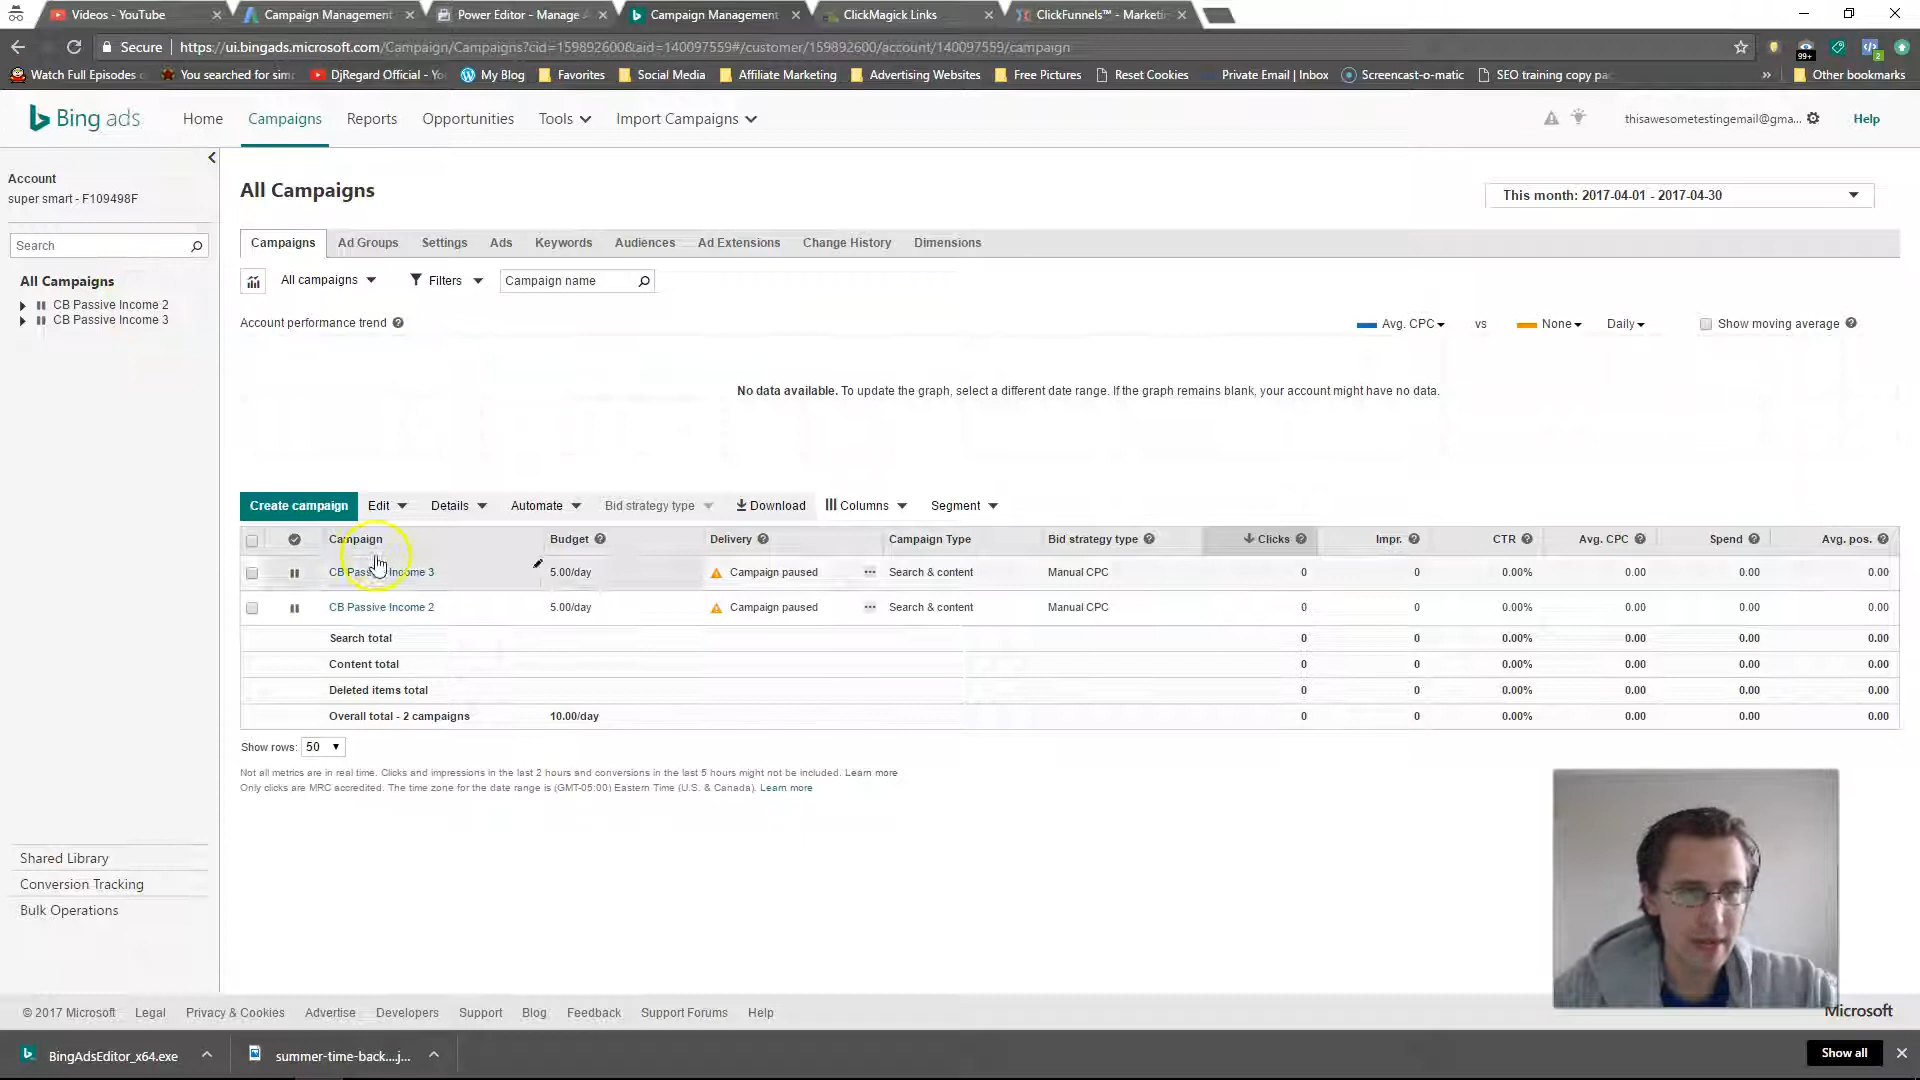 Videos - YouTube
Campaign Management
Power Editor - Manage
Campaign Management
ClickMagick Links
ClickFunnels™ - Marketi
Secure https://ui.bingads.microsoft.com/Campaign/Campaigns?cid=159892600&aid=140097559#/customer/159892600/account/140097559/campaign
99+
2
Watch Full Episodes
You searched for sim
DjRegard Official - Yo
My Blog
Favorites
Social Media
Affiliate Marketing
Advertising Websites
Free Pictures
Reset Cookies
Private Email | Inbox
Screencast-o-matic
SEO training copy pac
» Other bookmarks
Bing ads
Home Campaigns Reports Opportunities Tools Import Campaigns
thisawesometestingemail@gma... Help
Account
super smart - F109498F
Search
All Campaigns
CB Passive Income 2
CB Passive Income 3
All Campaigns
This month: 2017-04-01 - 2017-04-30
Campaigns Ad Groups Settings Ads Keywords Audiences Ad Extensions Change History Dimensions
All campaigns Filters Campaign name
Account performance trend
Avg. CPC vs None Daily Show moving average
No data available. To update the graph, select a different date range. If the graph remains blank, your account might have no data.
Create campaign Edit Details Automate Bid strategy type Download Columns Segment
Campaign Budget Delivery Campaign Type Bid strategy type Clicks Impr. CTR Avg. CPC Spend Avg. pos.
CB Passive Income 3 5.00/day Campaign paused ••• Search & content Manual CPC 0 0 0.00% 0.00 0.00 0.00
CB Passive Income 2 5.00/day Campaign paused ••• Search & content Manual CPC 0 0 0.00% 0.00 0.00 0.00
Search total 0 0 0.00% 0.00 0.00 0.00
Content total 0 0 0.00% 0.00 0.00 0.00
Deleted items total 0 0 0.00% 0.00 0.00 0.00
Overall total - 2 campaigns 10.00/day 0 0 0.00% 0.00 0.00 0.00
Show rows: 50
Not all metrics are in real time. Clicks and impressions in the last 2 hours and conversions in the last 5 hours might not be included. Learn more
Only clicks are MRC accredited. The time zone for the date range is (GMT-05:00) Eastern Time (U.S. & Canada). Learn more
Shared Library
Conversion Tracking
Bulk Operations
© 2017 Microsoft Legal Privacy & Cookies Advertise Developers Support Blog Feedback Support Forums Help
Microsoft
BingAdsEditor_x64.exe
summer-time-back....j...
Show all